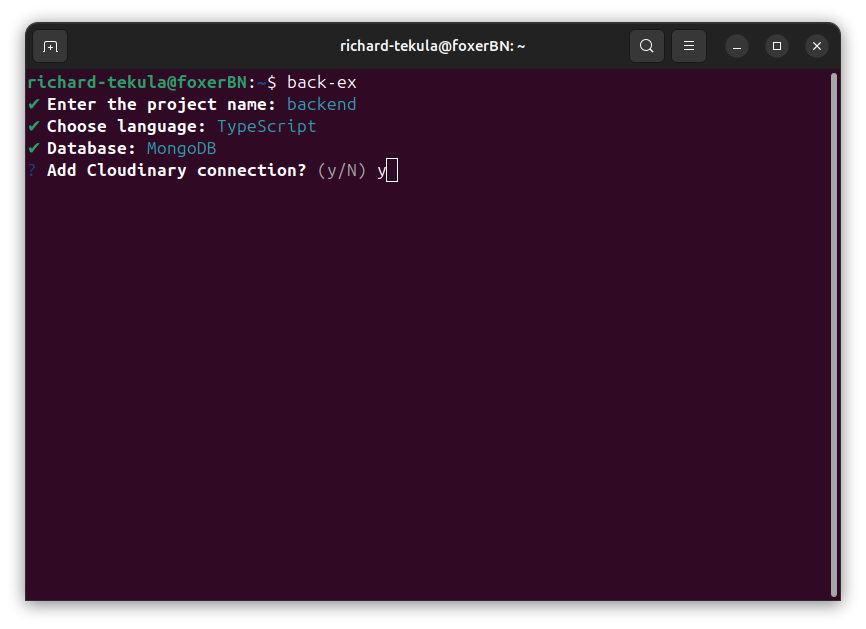 richard-tekula@foxerBN: ~
richard-tekula@foxerBN:~$ back-ex
✔ Enter the project name: backend
✔ Choose language: TypeScript
✔ Database: MongoDB
? Add Cloudinary connection? (y/N) y